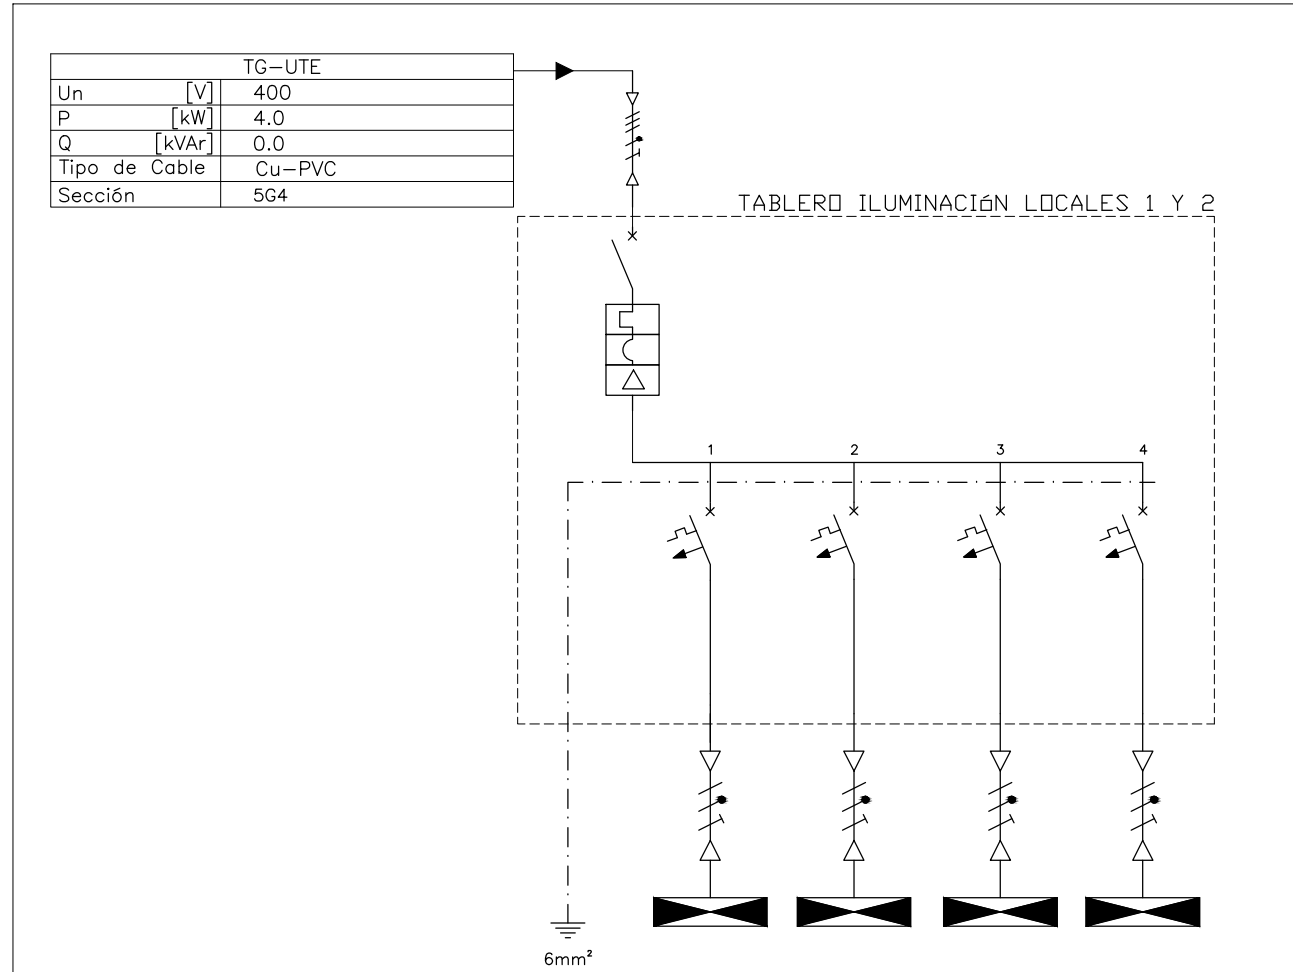 TG-UTE
Un [V] 400
P [kW] 4.0
Q [kVAr] 0.0
Tipo de Cable Cu-PVC
Sección 5G4
TABLERO ILUMINACIóN LOCALES 1 Y 2
1 2 3 4
6mm²